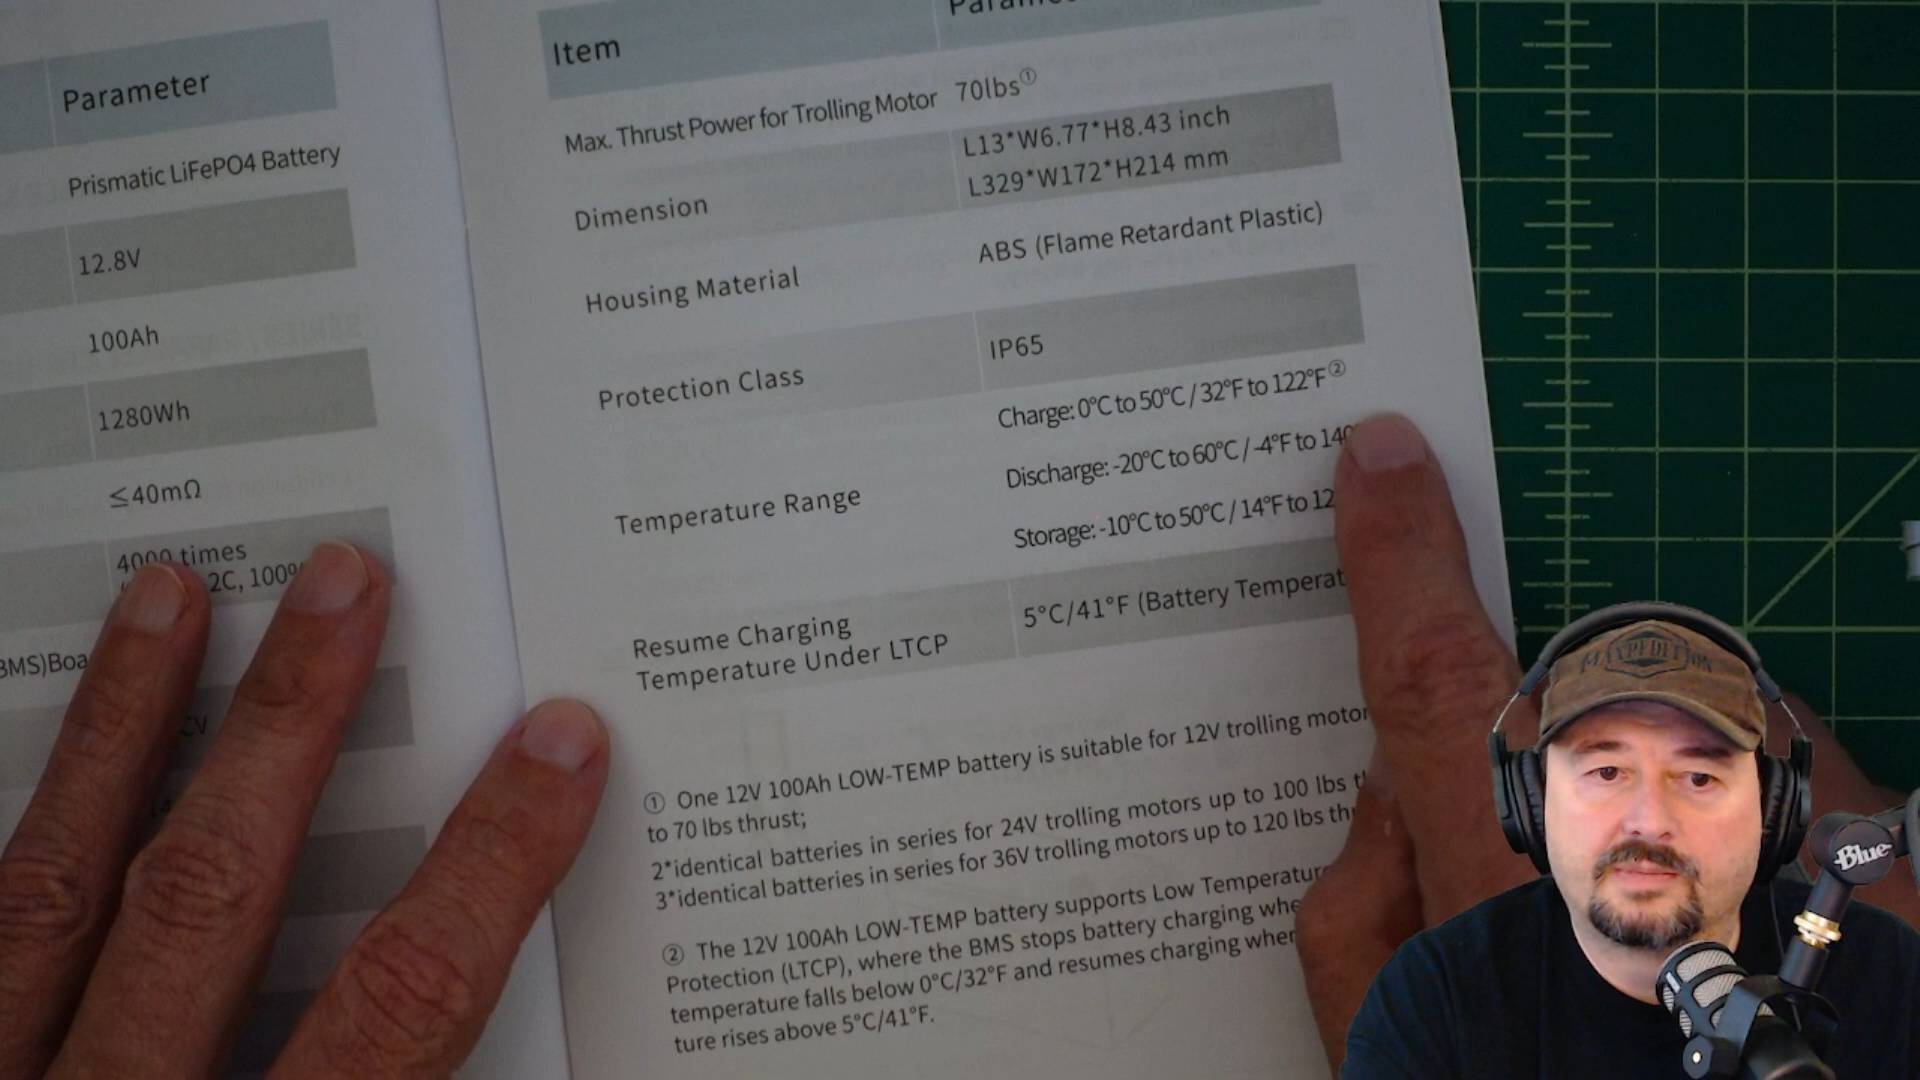 Parameter
Prismatic LiFePO4 Battery
12.8V
100Ah
1280Wh
≤40mΩ
4000 times
2C, 100%
BMS)Boa
CV
Item
Max. Thrust Power for Trolling Motor 70lbs①
Dimension
L13*W6.77*H8.43 inch
L329*W172*H214 mm
Housing Material
ABS (Flame Retardant Plastic)
Protection Class
IP65
Temperature Range
Charge: 0°C to 50°C / 32°F to 122°F②
Discharge: -20°C to 60°C / -4°F to 140
Storage: -10°C to 50°C / 14°F to 12
Resume Charging
Temperature Under LTCP
5°C/41°F (Battery Temperat
① One 12V 100Ah LOW-TEMP battery is suitable for 12V trolling motor
to 70 lbs thrust;
2*identical batteries in series for 24V trolling motors up to 100 lbs t
3*identical batteries in series for 36V trolling motors up to 120 lbs thr
② The 12V 100Ah LOW-TEMP battery supports Low Temperature
Protection (LTCP), where the BMS stops battery charging whe
temperature falls below 0°C/32°F and resumes charging when
ture rises above 5°C/41°F.
MAXPEDITION
Blue